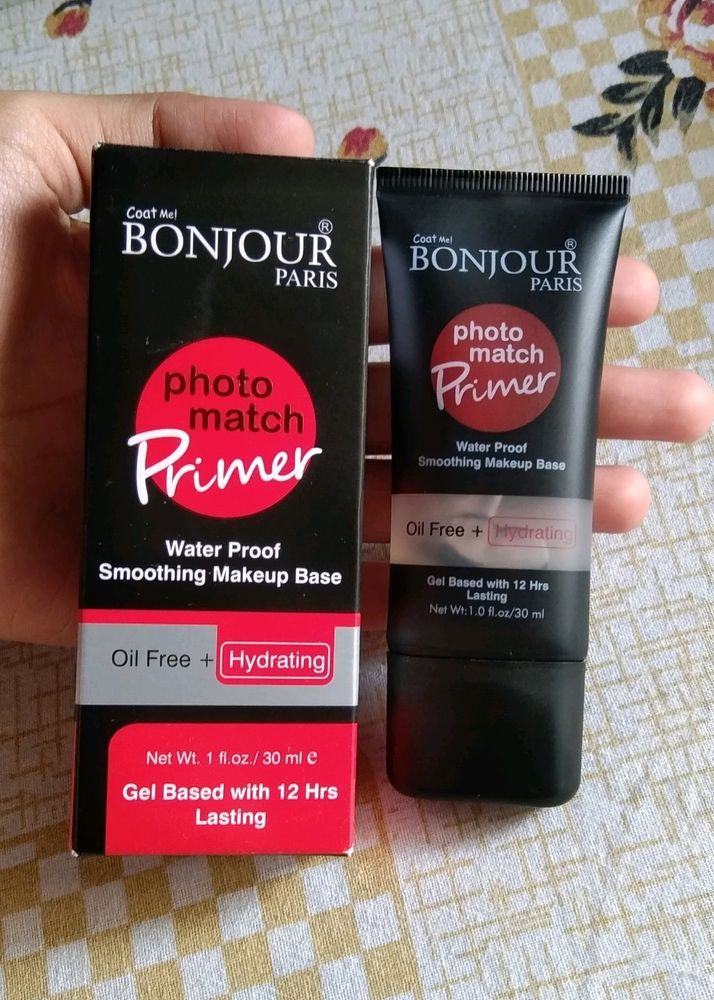 Coat Me!
BONJOUR®
PARIS
photo
match
Primer
Water Proof
Smoothing Makeup Base
Oil Free + Hydrating
Net Wt. 1 fl.oz./ 30 ml e
Gel Based with 12 Hrs
Lasting
Coat Me!
BONJOUR®
PARIS
photo
match
Primer
Water Proof
Smoothing Makeup Base
Oil Free + Hydrating
Gel Based with 12 Hrs
Lasting
Net Wt:1.0 fl.oz/30 ml